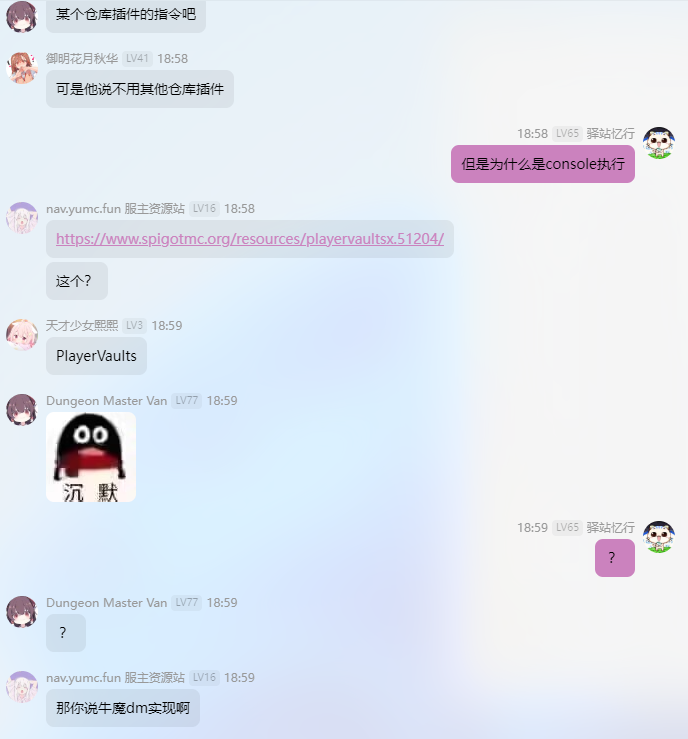 某个仓库插件的指令吧
御明花月秋华 LV41 18:58
可是他说不用其他仓库插件
18:58 LV65 驿站忆行
但是为什么是console执行
nav.yumc.fun 服主资源站 LV16 18:58
https://www.spigotmc.org/resources/playervaultsx.51204/
这个？
天才少女熙熙 LV3 18:59
PlayerVaults
Dungeon Master Van LV77 18:59
沉 默
18:59 LV65 驿站忆行
？
Dungeon Master Van LV77 18:59
？
nav.yumc.fun 服主资源站 LV16 18:59
那你说牛魔dm实现啊